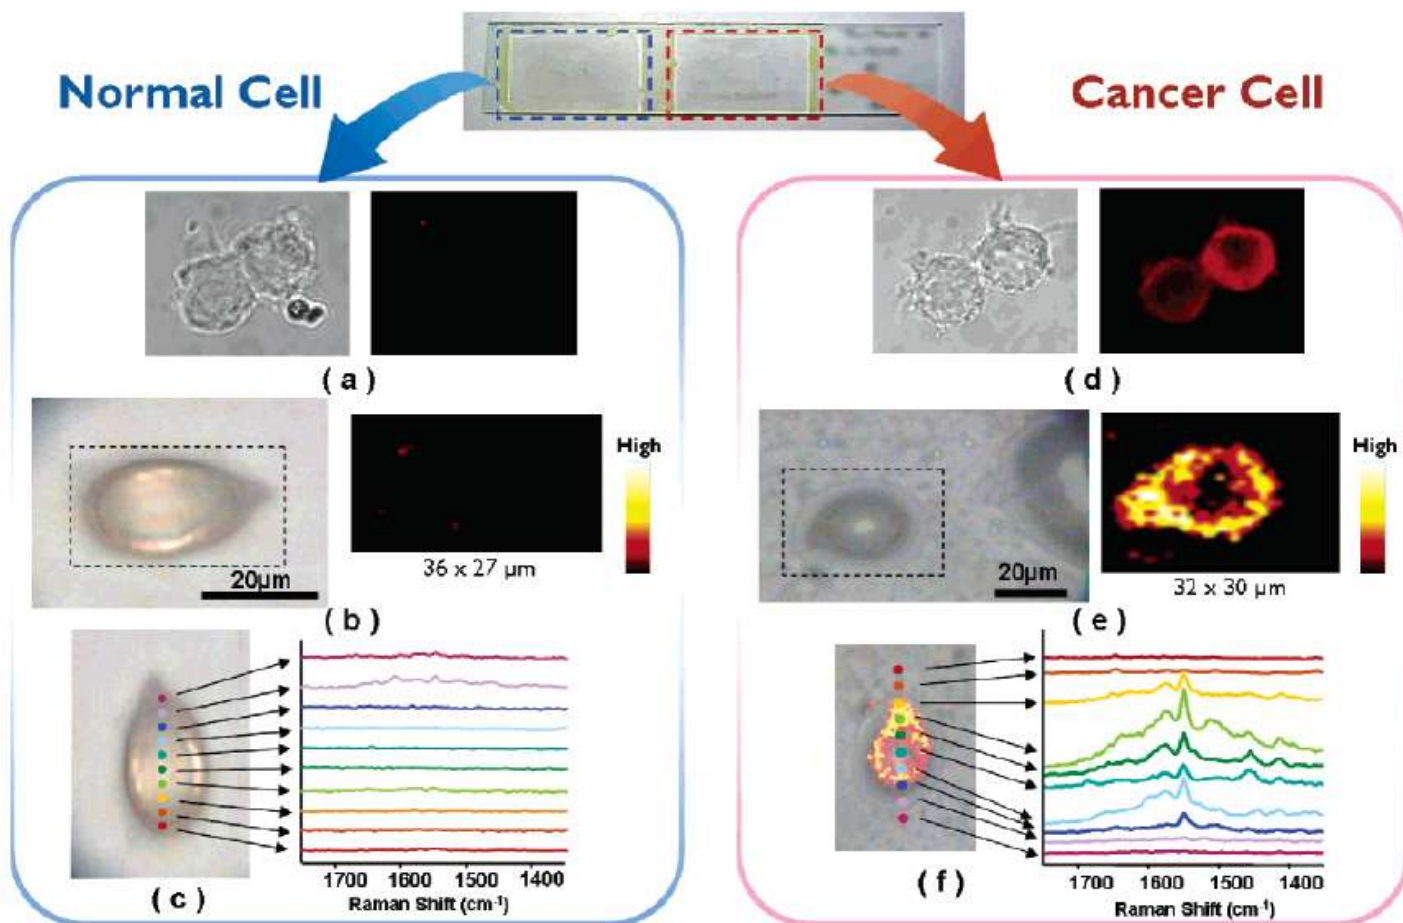 Normal Cell
Cancer Cell
( a )
( d )
20µm
36 x 27 µm
High
( b )
20µm
32 x 30 µm
High
( e )
1700 1600 1500 1400
Raman Shift (cm⁻¹)
( c )
1700 1600 1500 1400
Raman Shift (cm⁻¹)
( f )